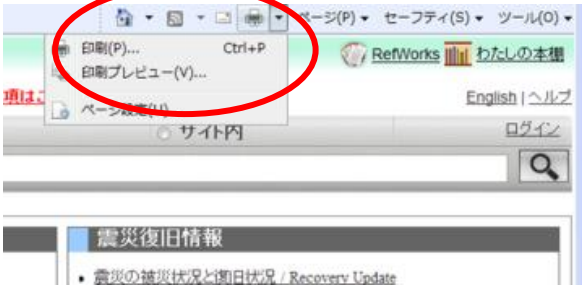 ページ(P) セーフティ(S) ツール(O)
印刷(P)... Ctrl+P
印刷プレビュー(V)...
ページ設定(U)...
RefWorks わたしの本棚
English | ヘルプ
サイト内
ログイン
震災復旧情報
• 震災の被災状況と復旧状況 / Recovery Update